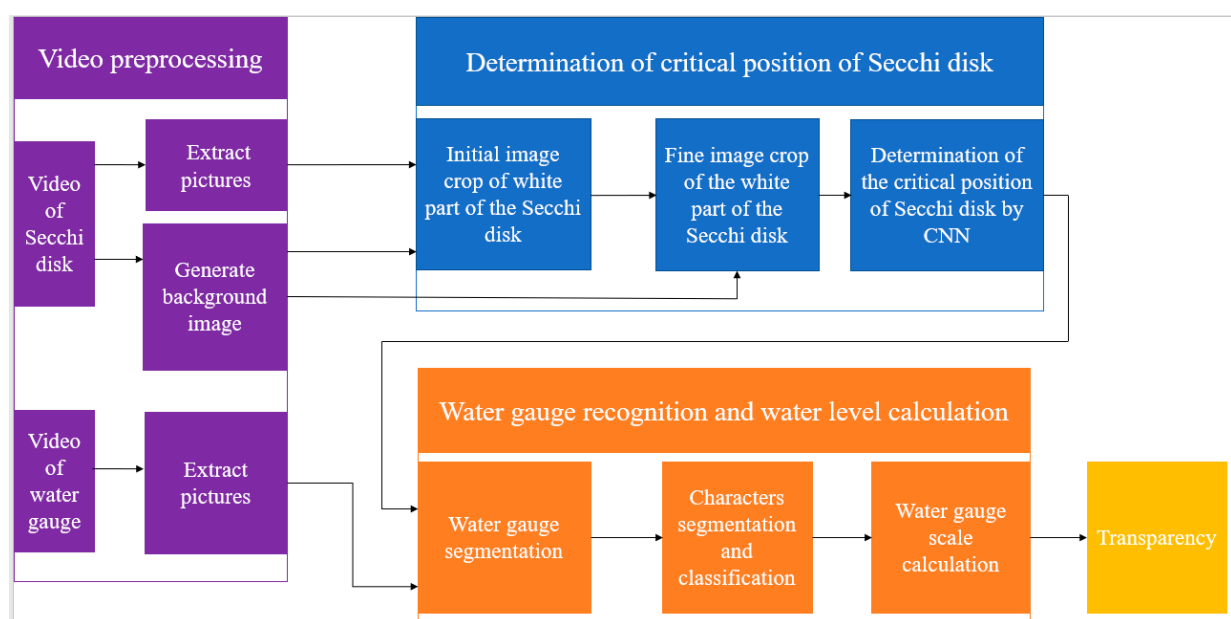 Video preprocessing
Video
of
Secchi
disk
Extract
pictures
Generate
background
image
Video
of
water
gauge
Extract
pictures
Determination of critical position of Secchi disk
Initial image
crop of white
part of the Secchi
disk
Fine image crop
of the white
part of the
Secchi disk
Determination of
the critical position
of Secchi disk by
CNN
Water gauge recognition and water level calculation
Water gauge
segmentation
Characters
segmentation
and
classification
Water gauge
scale
calculation
Transparency